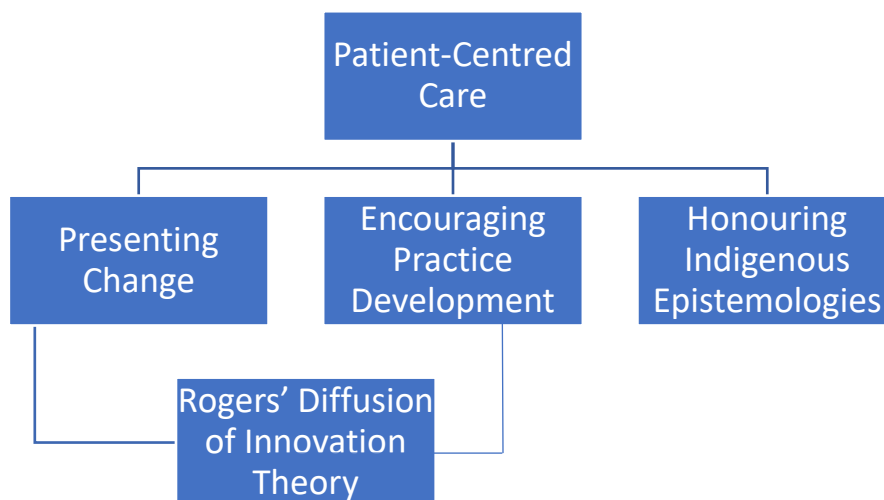 Patient-Centred
Care
Presenting
Change
Encouraging
Practice
Development
Honouring
Indigenous
Epistemologies
Rogers’ Diffusion
of Innovation
Theory